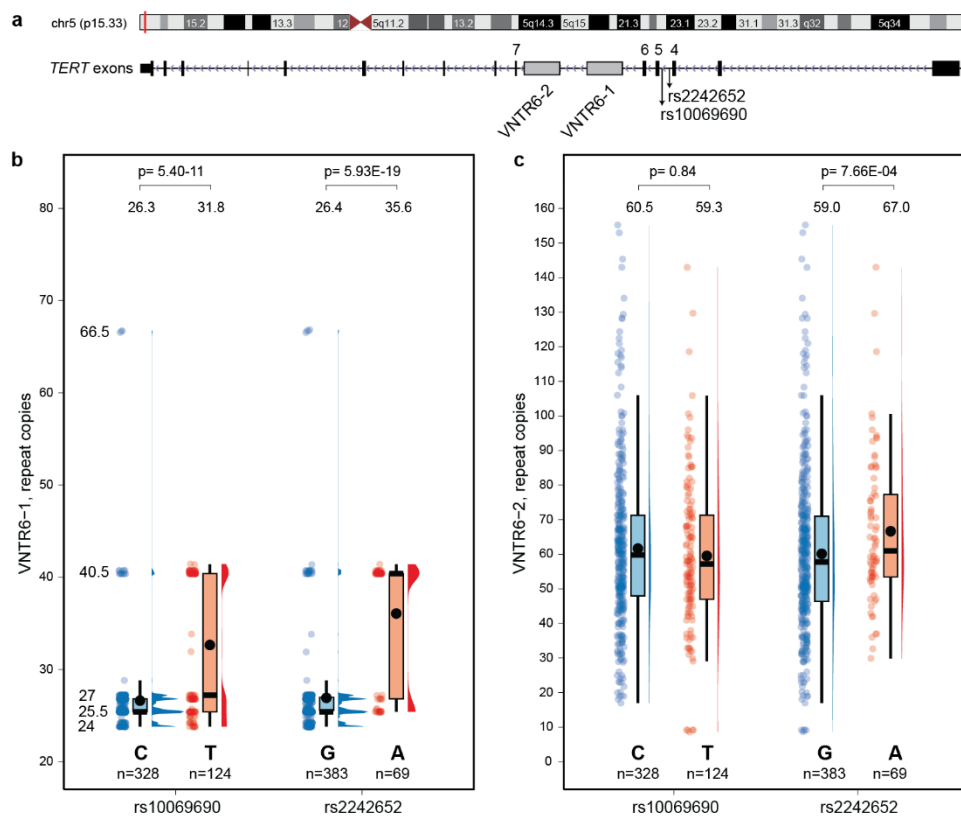 a
chr5 (p15.33)
15.2 13.3 12 5q11.2 13.2 5q14.3 5q15 21.3 23.1 23.2 31.1 31.3 q32 5q34
TERT exons
7 6 5 4
VNTR6-2
VNTR6-1
rs2242652
rs10069690
b
p= 5.40-11
p= 5.93E-19
26.3 31.8 26.4 35.6
VNTR6−1, repeat copies
80
70
66.5
60
50
40.5
40
30
27
25.5
24
20
C T G A
n=328 n=124 n=383 n=69
rs10069690 rs2242652
c
p= 0.84
p= 7.66E-04
60.5 59.3 59.0 67.0
VNTR6−2, repeat copies
160
150
140
130
120
110
100
90
80
70
60
50
40
30
20
10
0
C T G A
n=328 n=124 n=383 n=69
rs10069690 rs2242652